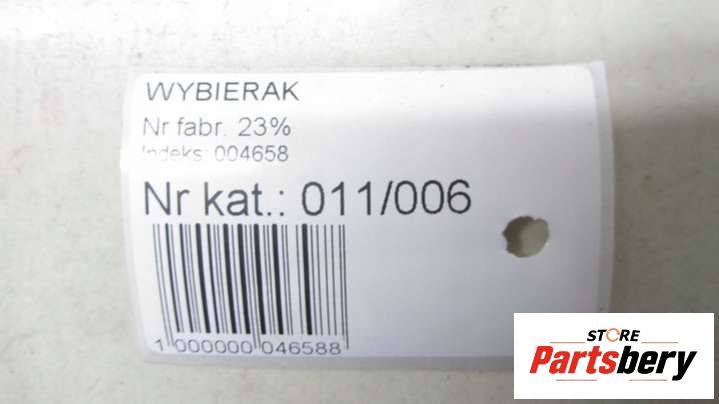 WYBIERAK
Nr fabr. 23%
Indeks: 004658
Nr kat.: 011/006
1 000000 046588
STORE
Partsbery